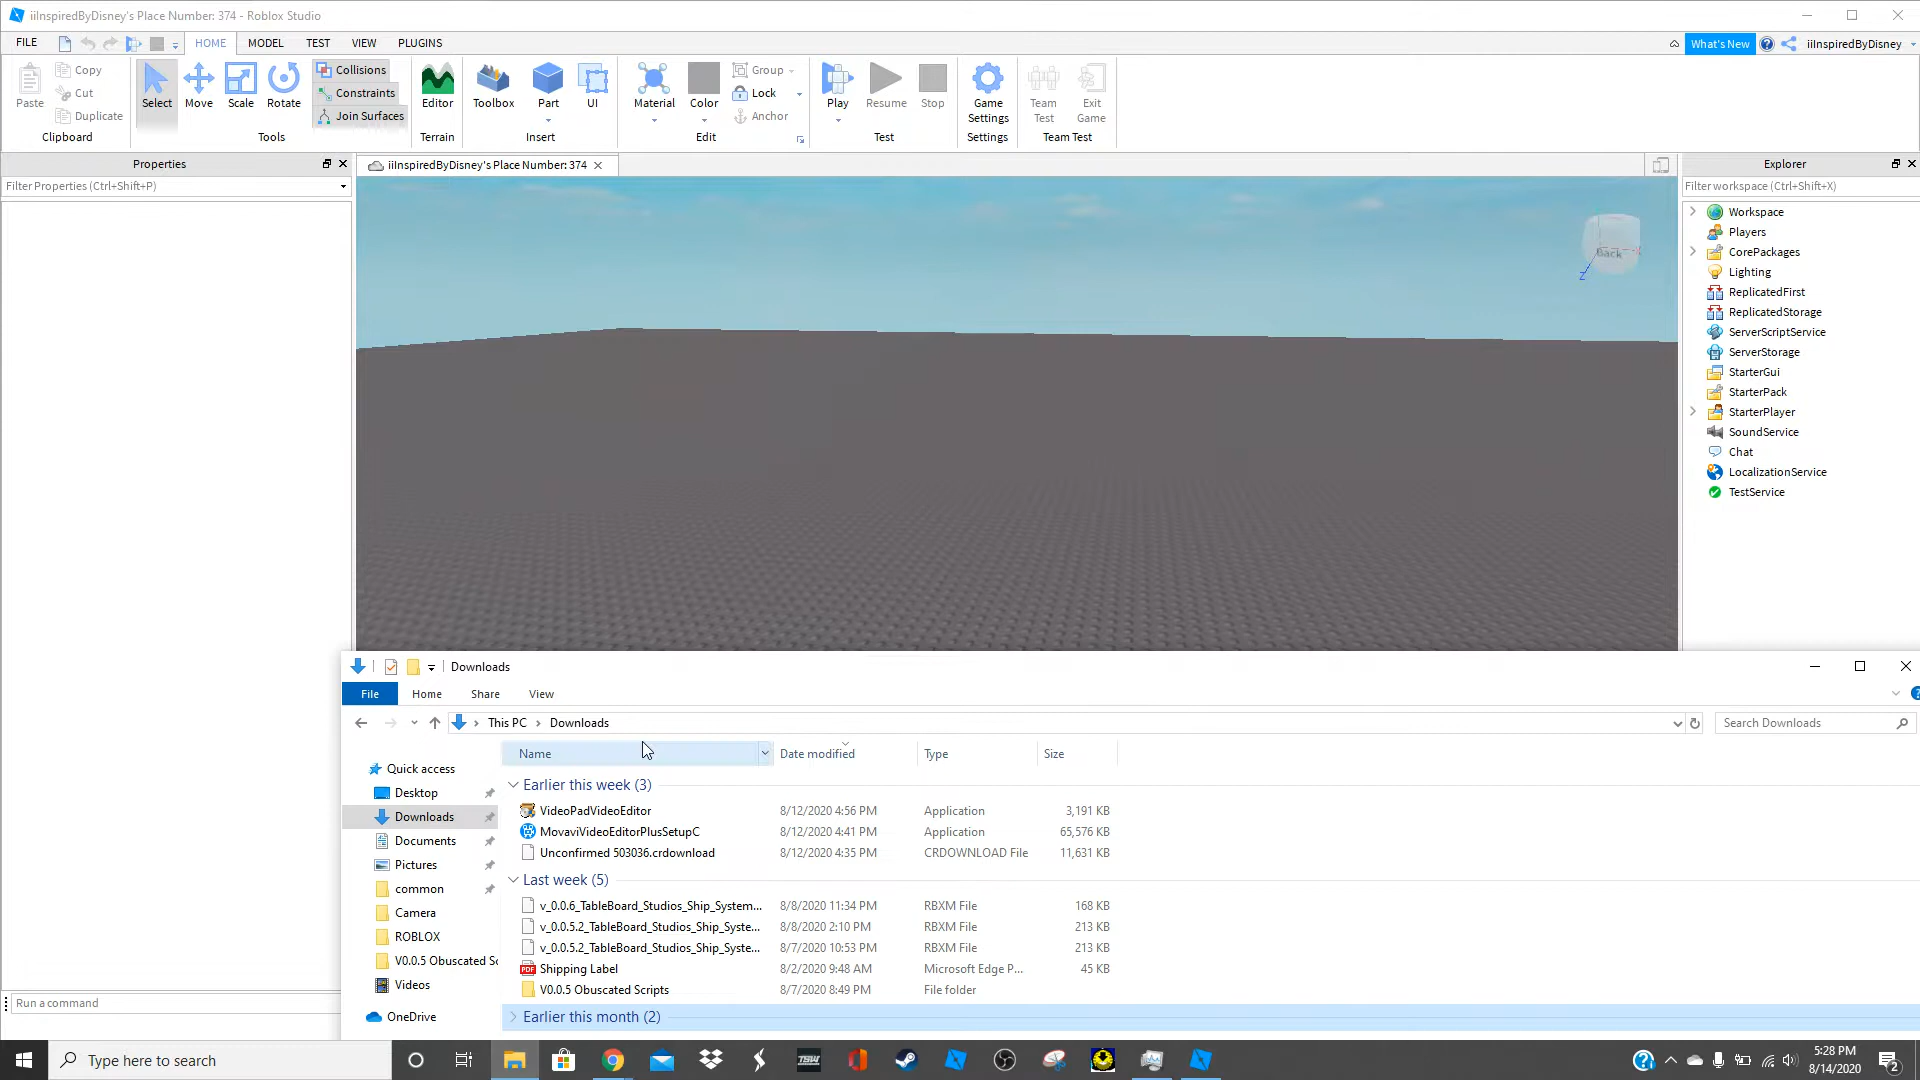 iiInspiredByDisney's Place Number: 374 - Roblox Studio
FILE HOME MODEL TEST VIEW PLUGINS What's New iiInspiredByDisney
Paste Copy Cut Duplicate Clipboard
Select Move Scale Rotate Collisions Constraints Join Surfaces Tools
Editor Terrain
Toolbox Part UI Insert
Material Color Group Lock Anchor Edit
Play Resume Stop Test
Game Settings Settings
Team Test Exit Game Team Test
Properties
Filter Properties (Ctrl+Shift+P)
iiInspiredByDisney's Place Number: 374
Back
Z
Explorer
Filter workspace (Ctrl+Shift+X)
Workspace
Players
CorePackages
Lighting
ReplicatedFirst
ReplicatedStorage
ServerScriptService
ServerStorage
StarterGui
StarterPack
StarterPlayer
SoundService
Chat
LocalizationService
TestService
Run a command
Downloads
File Home Share View
This PC Downloads Search Downloads
Quick access
Desktop
Downloads
Documents
Pictures
common
Camera
ROBLOX
V0.0.5 Obuscated Sc
Videos
OneDrive
Name Date modified Type Size
Earlier this week (3)
VideoPadVideoEditor 8/12/2020 4:56 PM Application 3,191 KB
MovaviVideoEditorPlusSetupC 8/12/2020 4:41 PM Application 65,576 KB
Unconfirmed 503036.crdownload 8/12/2020 4:35 PM CRDOWNLOAD File 11,631 KB
Last week (5)
v_0.0.6_TableBoard_Studios_Ship_System... 8/8/2020 11:34 PM RBXM File 168 KB
v_0.0.5.2_TableBoard_Studios_Ship_Syste... 8/8/2020 2:10 PM RBXM File 213 KB
v_0.0.5.2_TableBoard_Studios_Ship_Syste... 8/7/2020 10:53 PM RBXM File 213 KB
PDF Shipping Label 8/2/2020 9:48 AM Microsoft Edge P... 45 KB
V0.0.5 Obuscated Scripts 8/7/2020 8:49 PM File folder
Earlier this month (2)
Type here to search
TSW
5:28 PM
8/14/2020
2